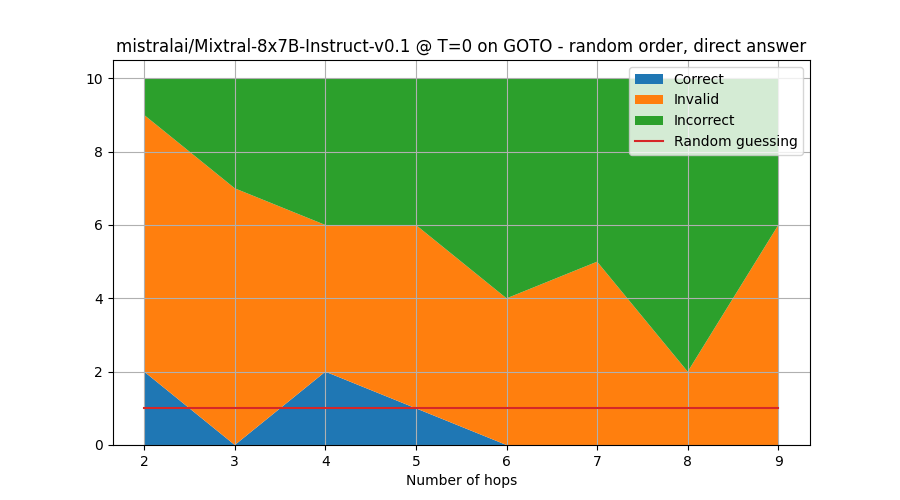 mistralai/Mixtral-8x7B-Instruct-v0.1 @ T=0 on GOTO - random order, direct answer
10
8
6
4
2
0
Correct
Invalid
Incorrect
Random guessing
2 3 4 5 6 7 8 9
Number of hops